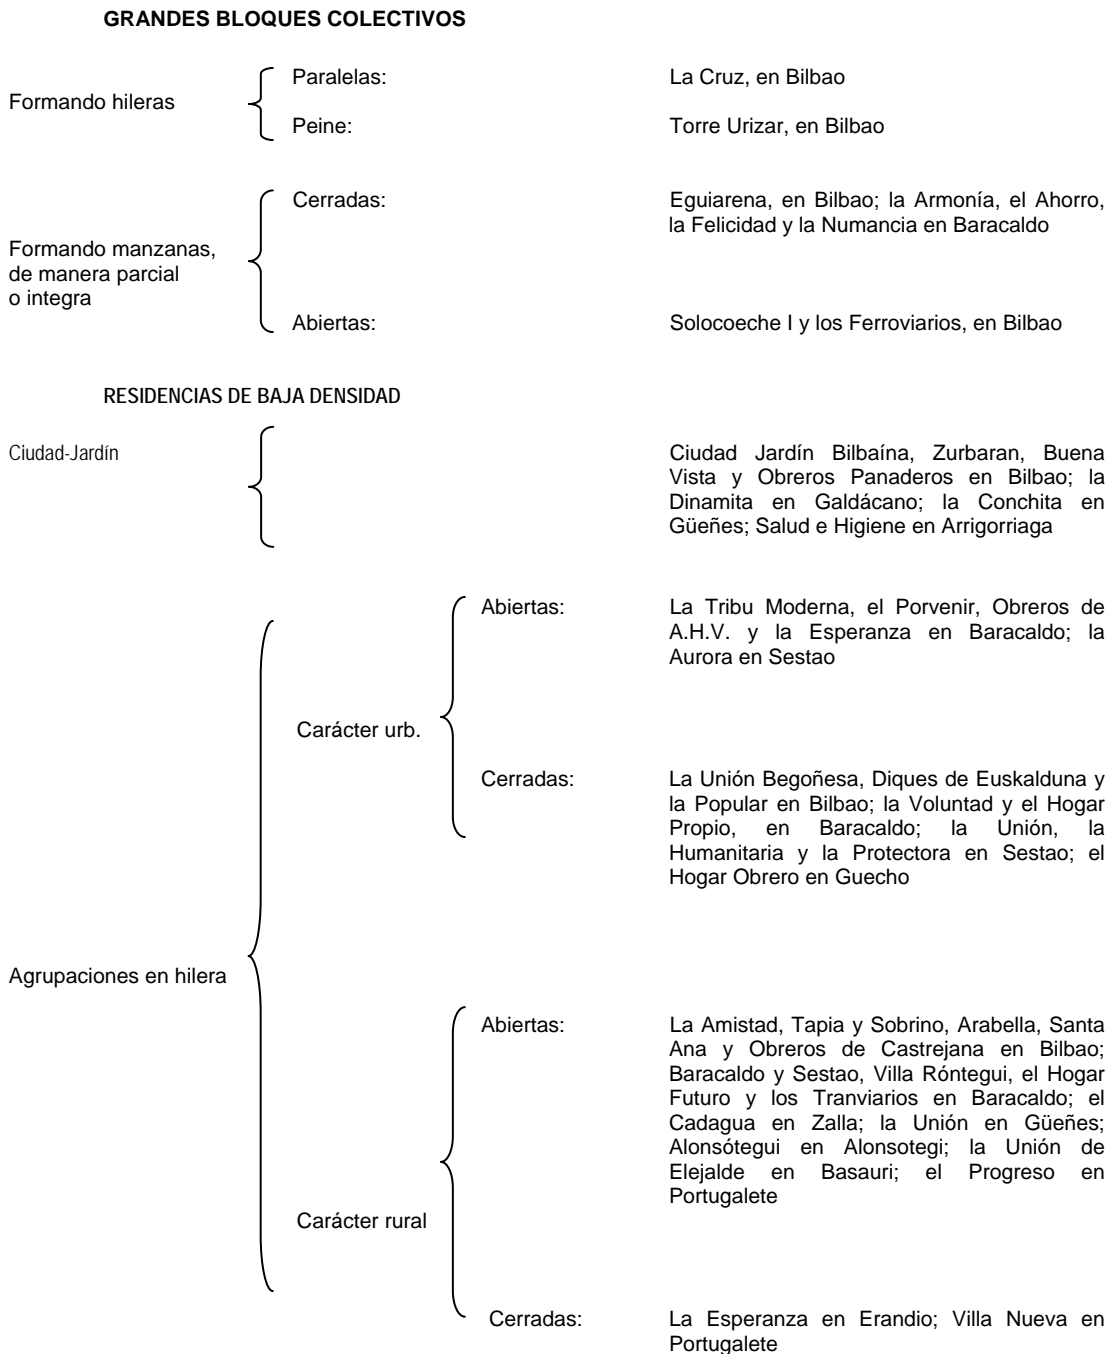 GRANDES BLOQUES COLECTIVOS
Formando hileras
Paralelas:
La Cruz, en Bilbao
Peine:
Torre Urizar, en Bilbao
Formando manzanas,
de manera parcial
o integra
Cerradas:
Eguiarena, en Bilbao; la Armonía, el Ahorro,
la Felicidad y la Numancia en Baracaldo
Abiertas:
Solocoeche I y los Ferroviarios, en Bilbao
RESIDENCIAS DE BAJA DENSIDAD
Ciudad-Jardín
Ciudad Jardín Bilbaína, Zurbaran, Buena
Vista y Obreros Panaderos en Bilbao; la
Dinamita en Galdácano; la Conchita en
Güeñes; Salud e Higiene en Arrigorriaga
Agrupaciones en hilera
Carácter urb.
Abiertas:
La Tribu Moderna, el Porvenir, Obreros de
A.H.V. y la Esperanza en Baracaldo; la
Aurora en Sestao
Cerradas:
La Unión Begoñesa, Diques de Euskalduna y
la Popular en Bilbao; la Voluntad y el Hogar
Propio, en Baracaldo; la Unión, la
Humanitaria y la Protectora en Sestao; el
Hogar Obrero en Guecho
Carácter rural
Abiertas:
La Amistad, Tapia y Sobrino, Arabella, Santa
Ana y Obreros de Castrejana en Bilbao;
Baracaldo y Sestao, Villa Róntegui, el Hogar
Futuro y los Tranviarios en Baracaldo; el
Cadagua en Zalla; la Unión en Güeñes;
Alonsótegui en Alonsotegi; la Unión de
Elejalde en Basauri; el Progreso en
Portugalete
Cerradas:
La Esperanza en Erandio; Villa Nueva en
Portugalete